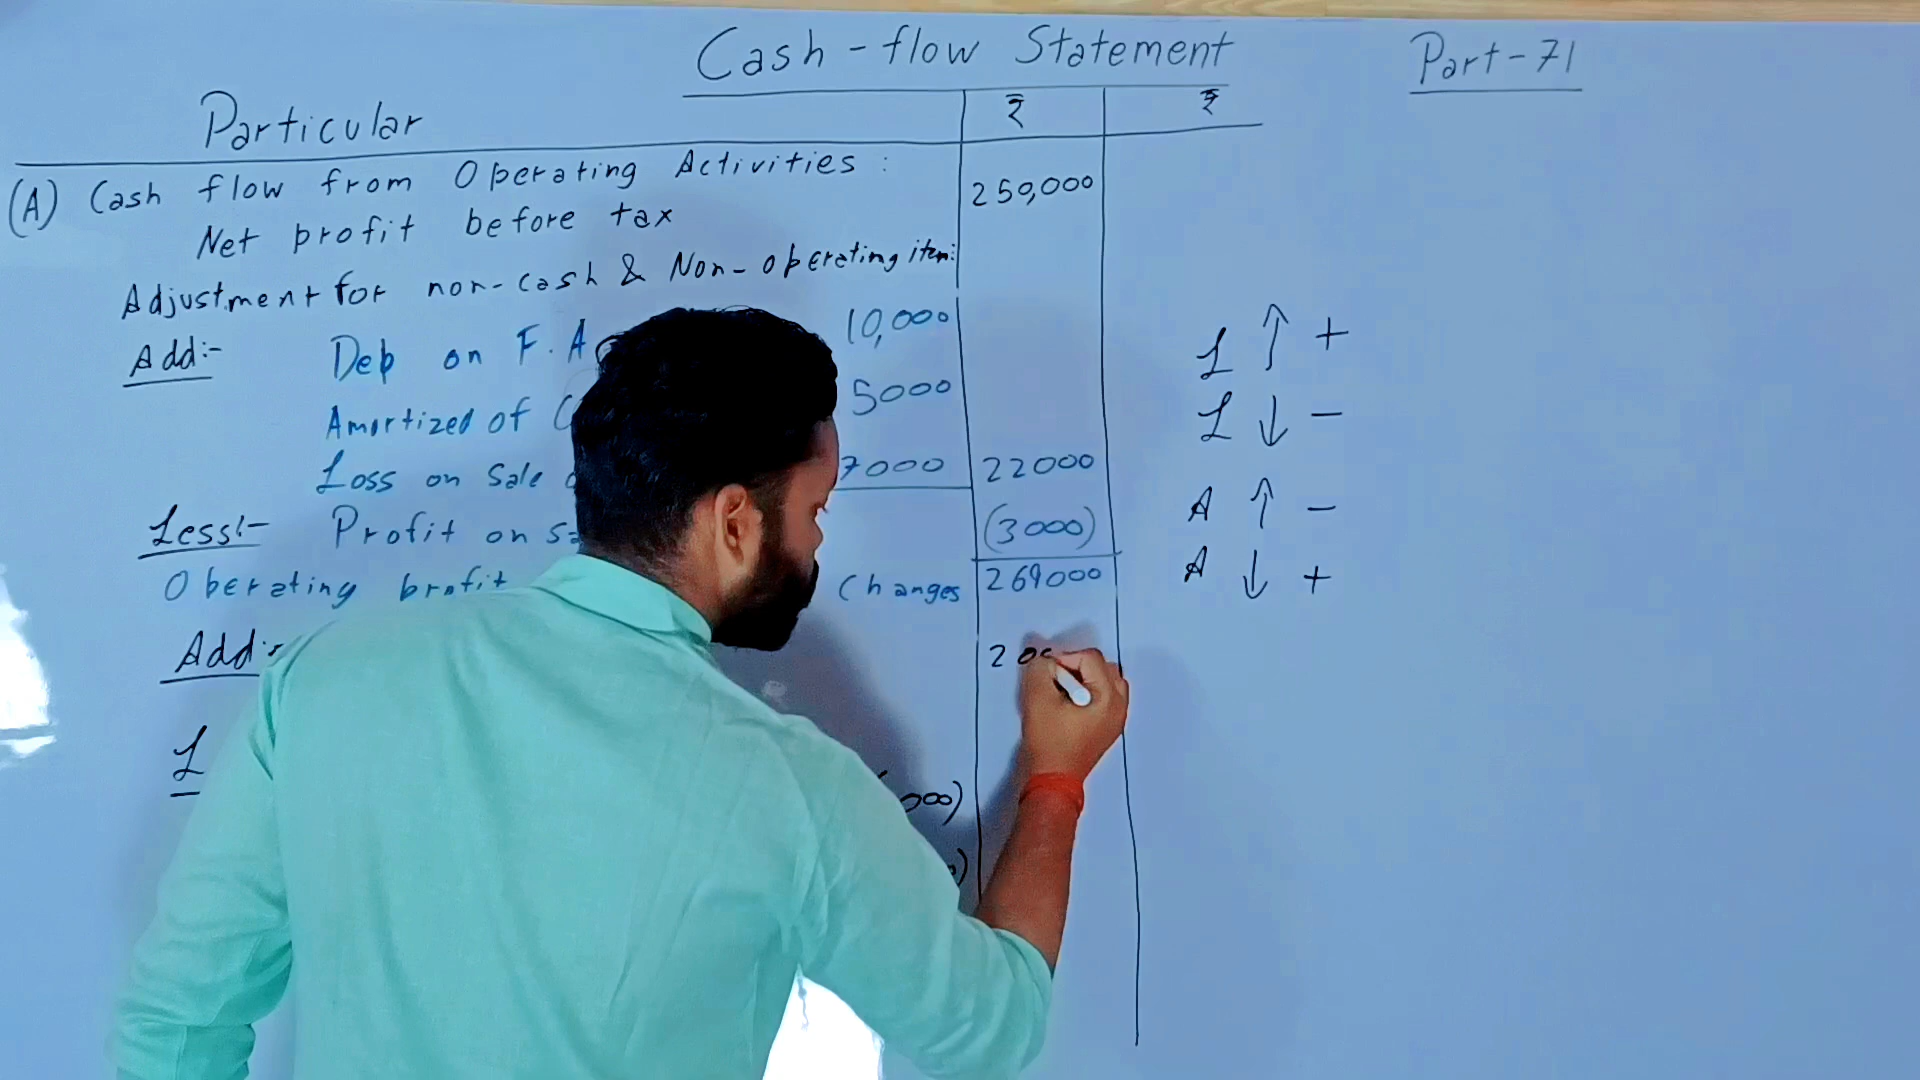 Cash-flow Statement
Part-71
Particular ₹ ₹
(A) Cash flow from Operating Activities:
Net profit before tax 250,000
Adjustment for non-cash & Non-operating item:
Add:- Dep on F.A 10,000
Amortized of 5000
Loss on Sale 7000 22000
Less:- Profit on (3000)
Operating profit Changes 269000
Add:-
L ↑ +
L ↓ -
A ↑ -
A ↓ +